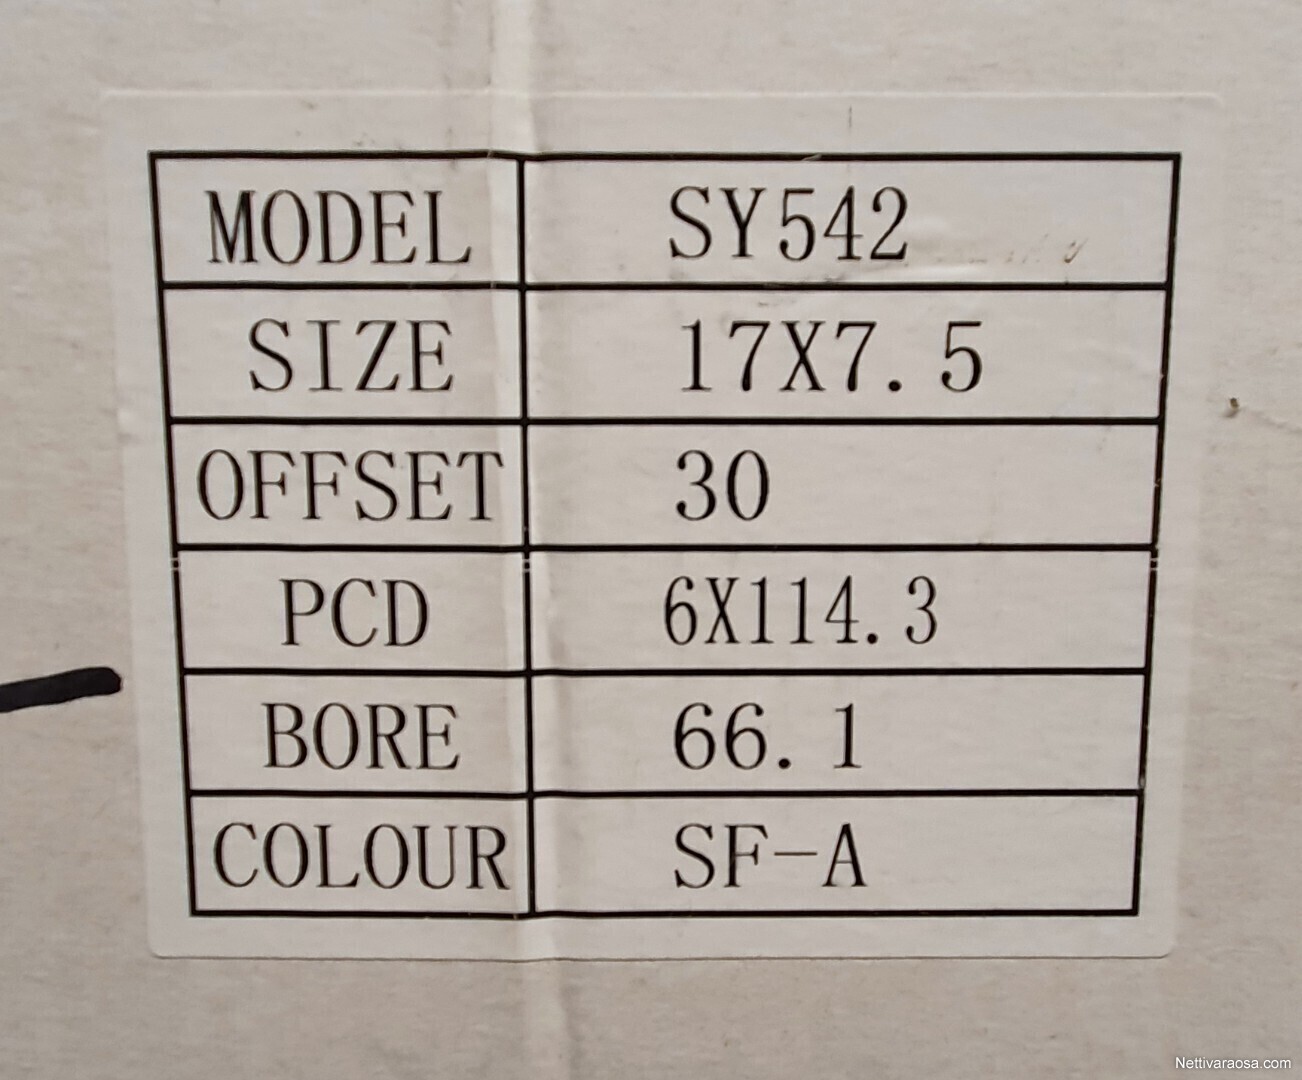 MODEL SY542
SIZE 17X7.5
OFFSET 30
PCD 6X114.3
BORE 66.1
COLOUR SF-A
Nettivaraosa.com